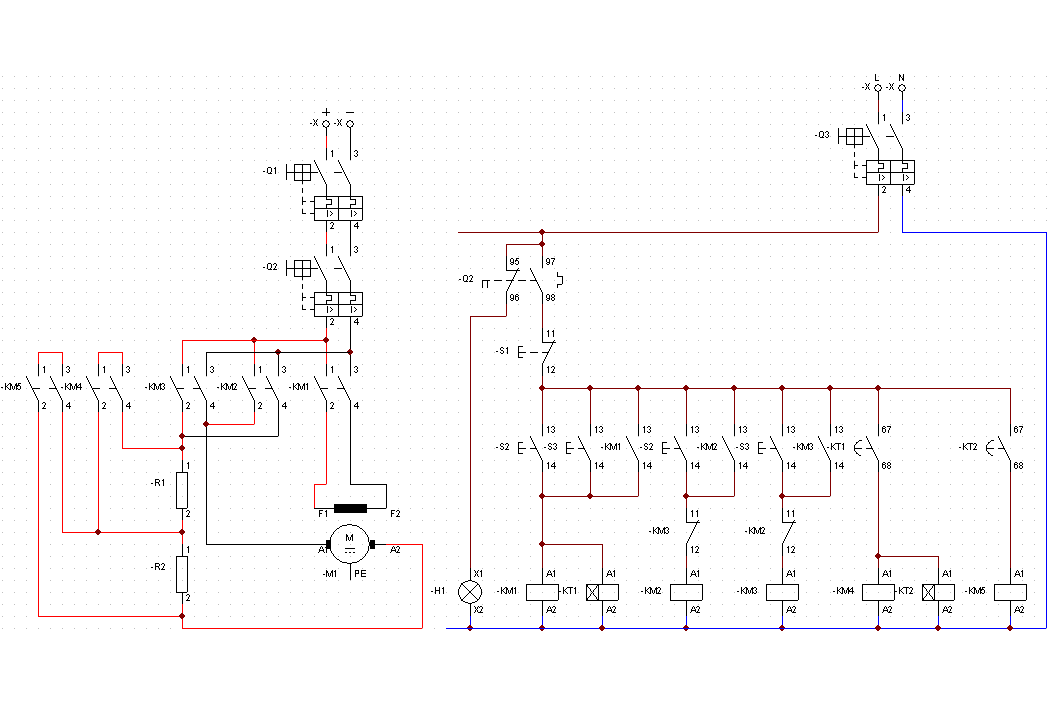 L N
-X -X
+ −
-X -X
1 3
-Q3
1 3
-Q1
I> I>
2 4
I> I>
2 4
1 3
95 97
-Q2
-Q2
96 98
I> I>
2 4
11
-S1
12
1 3 1 3 1 3 1 3 1 3
-KM5 -KM4 -KM3 -KM2 -KM1
2 4 2 4 2 4 2 4 2 4
13 13 13 13 13 13 13 67 67
-S2 -S3 -KM1 -S2 -KM2 -S3 -KM3 -KT1 -KT2
14 14 14 14 14 14 14 68 68
1
-R1
2
F1 F2
11 11
-KM3 -KM2
12 12
M
A1 A2
1
-R2
2
-M1 PE
X1 A1 A1 A1 A1 A1 A1 A1
-H1 -KM1 -KT1 -KM2 -KM3 -KM4 -KT2 -KM5
X2 A2 A2 A2 A2 A2 A2 A2